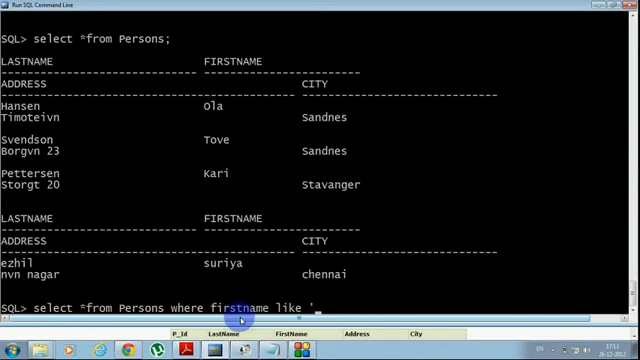 Run SQL Command Line
SQL> select *from Persons;
LASTNAME FIRSTNAME
ADDRESS CITY
Hansen Ola
Timoteivn Sandnes
Svendson Tove
Borgvn 23 Sandnes
Pettersen Kari
Storgt 20 Stavanger
LASTNAME FIRSTNAME
ADDRESS CITY
ezhil suriya
nvn nagar chennai
SQL> select *from Persons where firstname like '_
P_Id LastName FirstName Address City
EN 17:13
26-12-2013